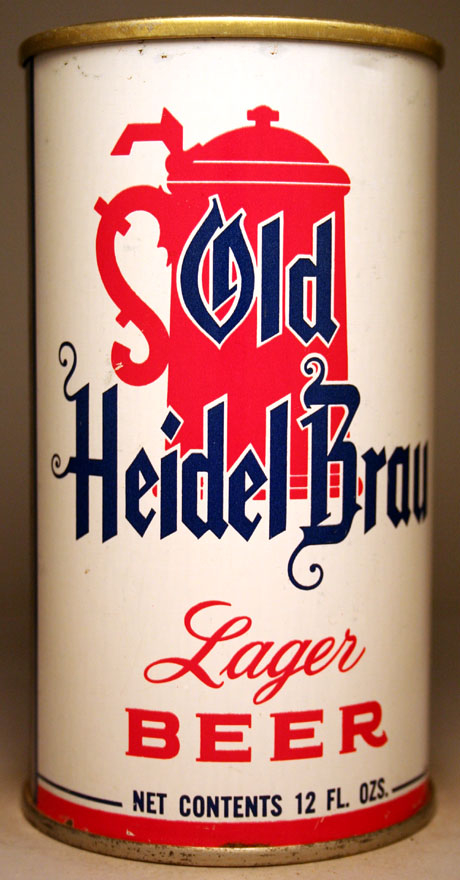 Old
Heidel Brau
Lager
BEER
NET CONTENTS 12 FL. OZS.